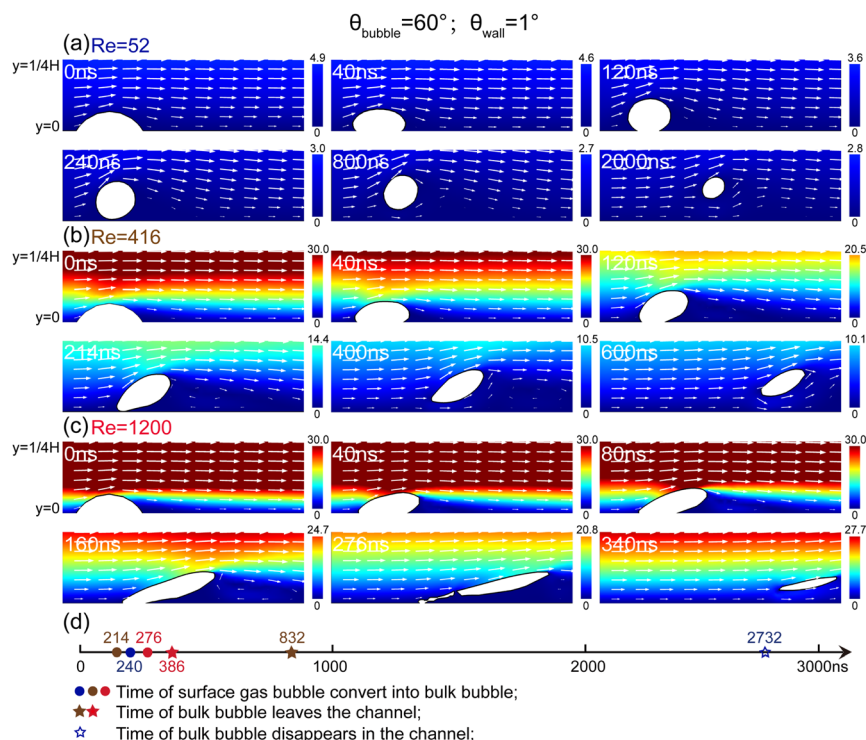 θbubble=60°; θwall=1°
(a) Re=52
y=1/4H 0ns 4.9 40ns 4.6 120ns 3.6
y=0 0 0 0
240ns 3.0 800ns 2.7 2000ns 2.8
0 0 0
(b) Re=416
y=1/4H 0ns 30.0 40ns 30.0 120ns 20.5
y=0 0 0 0
214ns 14.4 400ns 10.5 600ns 10.1
0 0 0
(c) Re=1200
y=1/4H 0ns 30.0 40ns 30.0 80ns 30.0
y=0 0 0 0
160ns 24.7 276ns 20.8 340ns 27.7
0 0 0
(d)
214 276 832 2732
0 240 386 1000 2000 3000ns
Time of surface gas bubble convert into bulk bubble;
Time of bulk bubble leaves the channel;
Time of bulk bubble disappears in the channel;